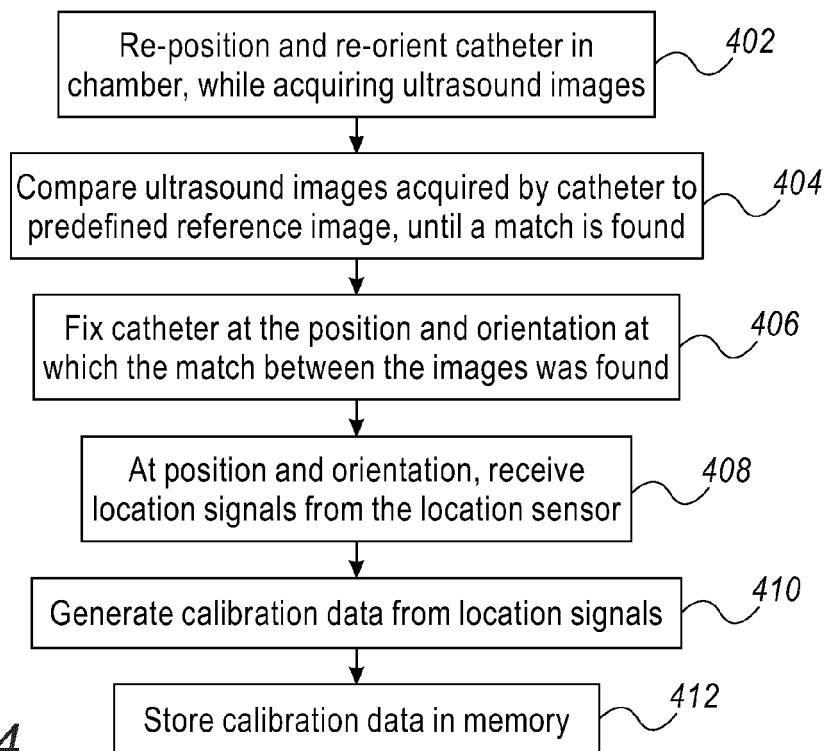 Re-position and re-orient catheter in
chamber, while acquiring ultrasound images
402
Compare ultrasound images acquired by catheter to
predefined reference image, until a match is found
404
Fix catheter at the position and orientation at
which the match between the images was found
406
At position and orientation, receive
location signals from the location sensor
408
Generate calibration data from location signals
410
Store calibration data in memory
412
4